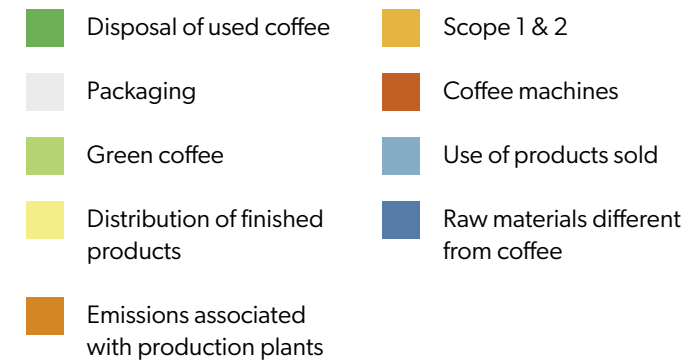 Disposal of used coffee
Packaging
Green coffee
Distribution of finished
products
Emissions associated
with production plants
Scope 1 & 2
Coffee machines
Use of products sold
Raw materials different
from coffee